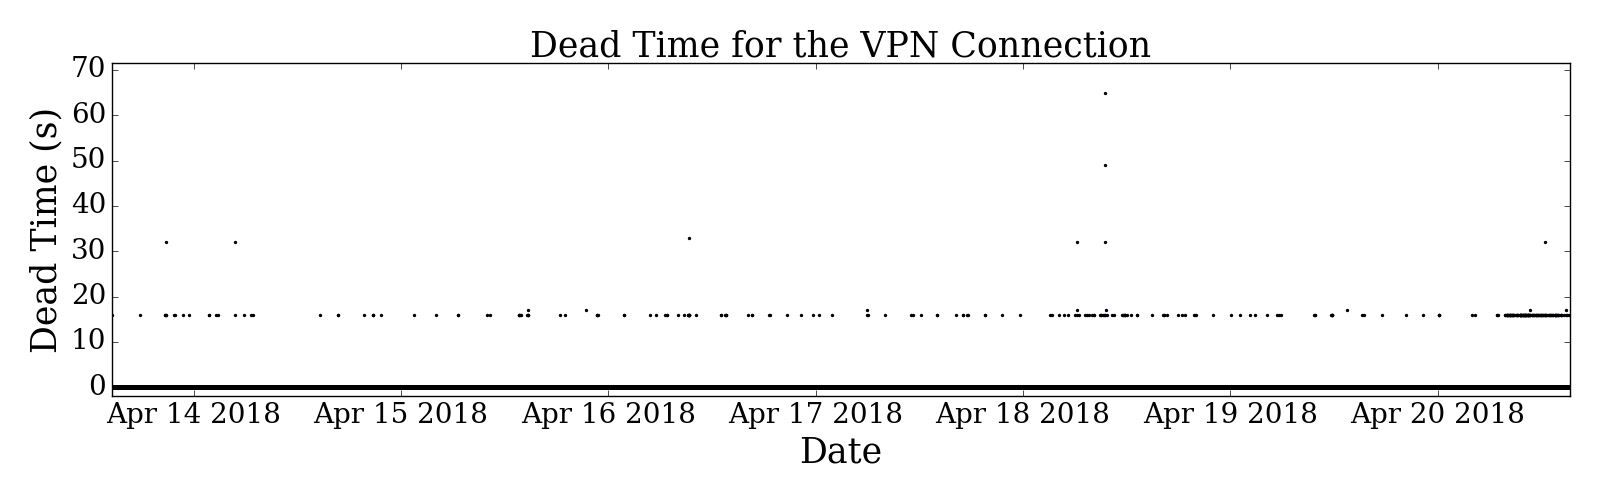 Dead Time for the VPN Connection
70
60
50
40
30
20
10
0
Dead Time (s)
Apr 14 2018 Apr 15 2018 Apr 16 2018 Apr 17 2018 Apr 18 2018 Apr 19 2018 Apr 20 2018
Date